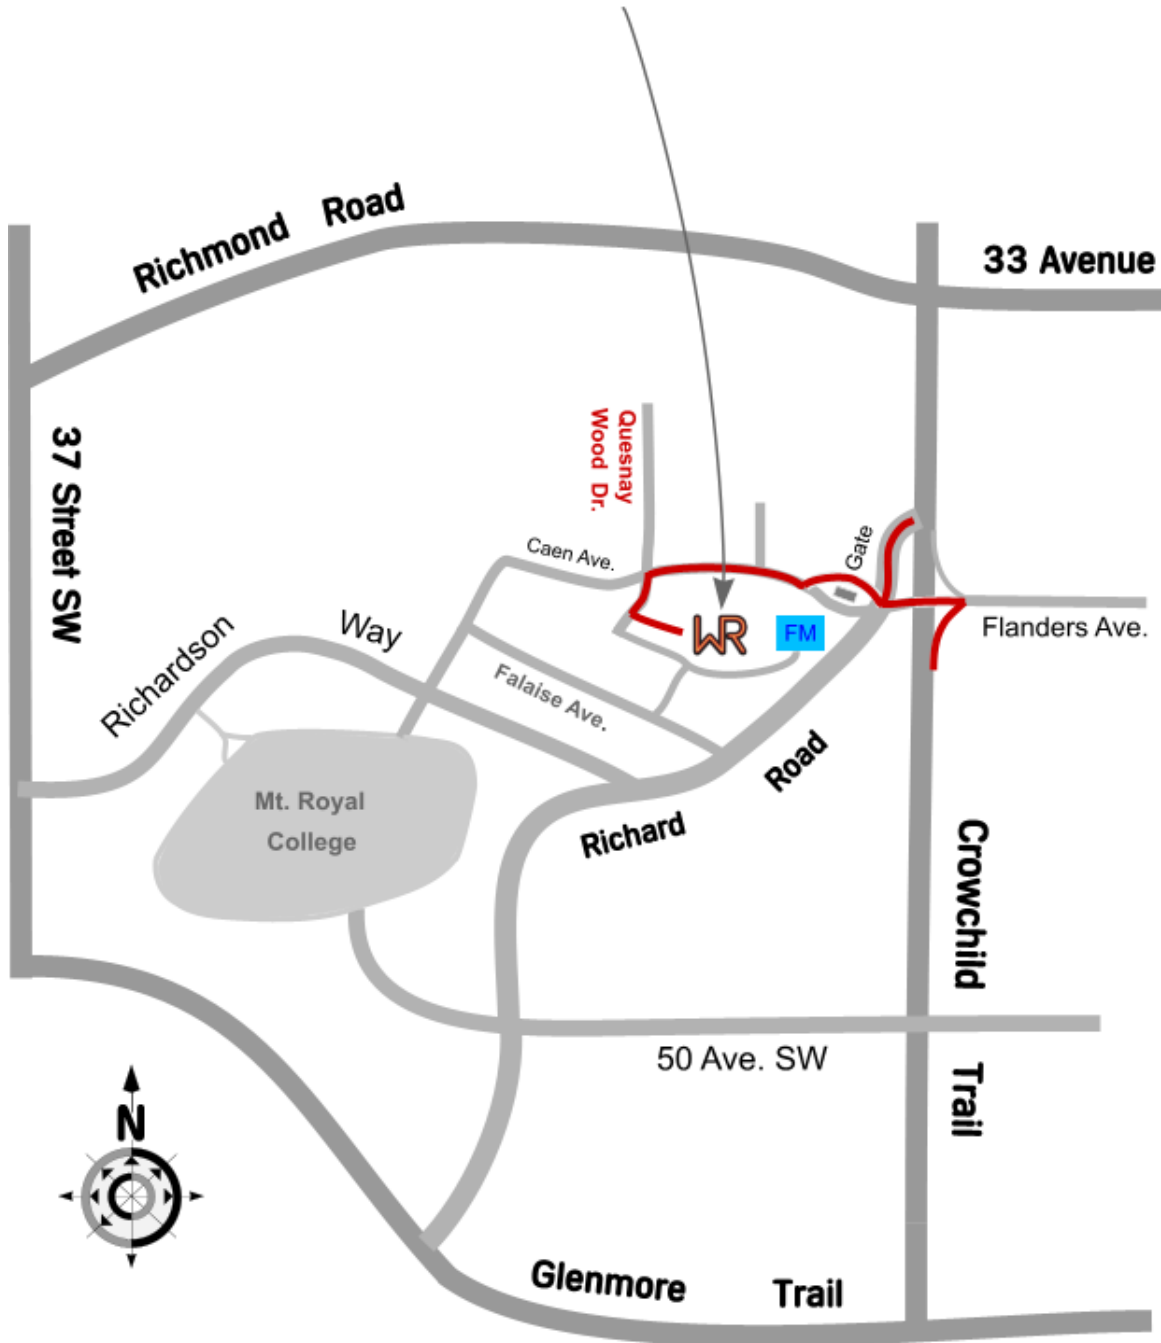 Richmond Road
33 Avenue
37 Street SW
Quesnay
Wood Dr.
Caen Ave.
Gate
Flanders Ave.
WR
FM
Richardson Way
Falaise Ave.
Mt. Royal
College
Richard Road
Crowchild Trail
50 Ave. SW
N
Glenmore Trail